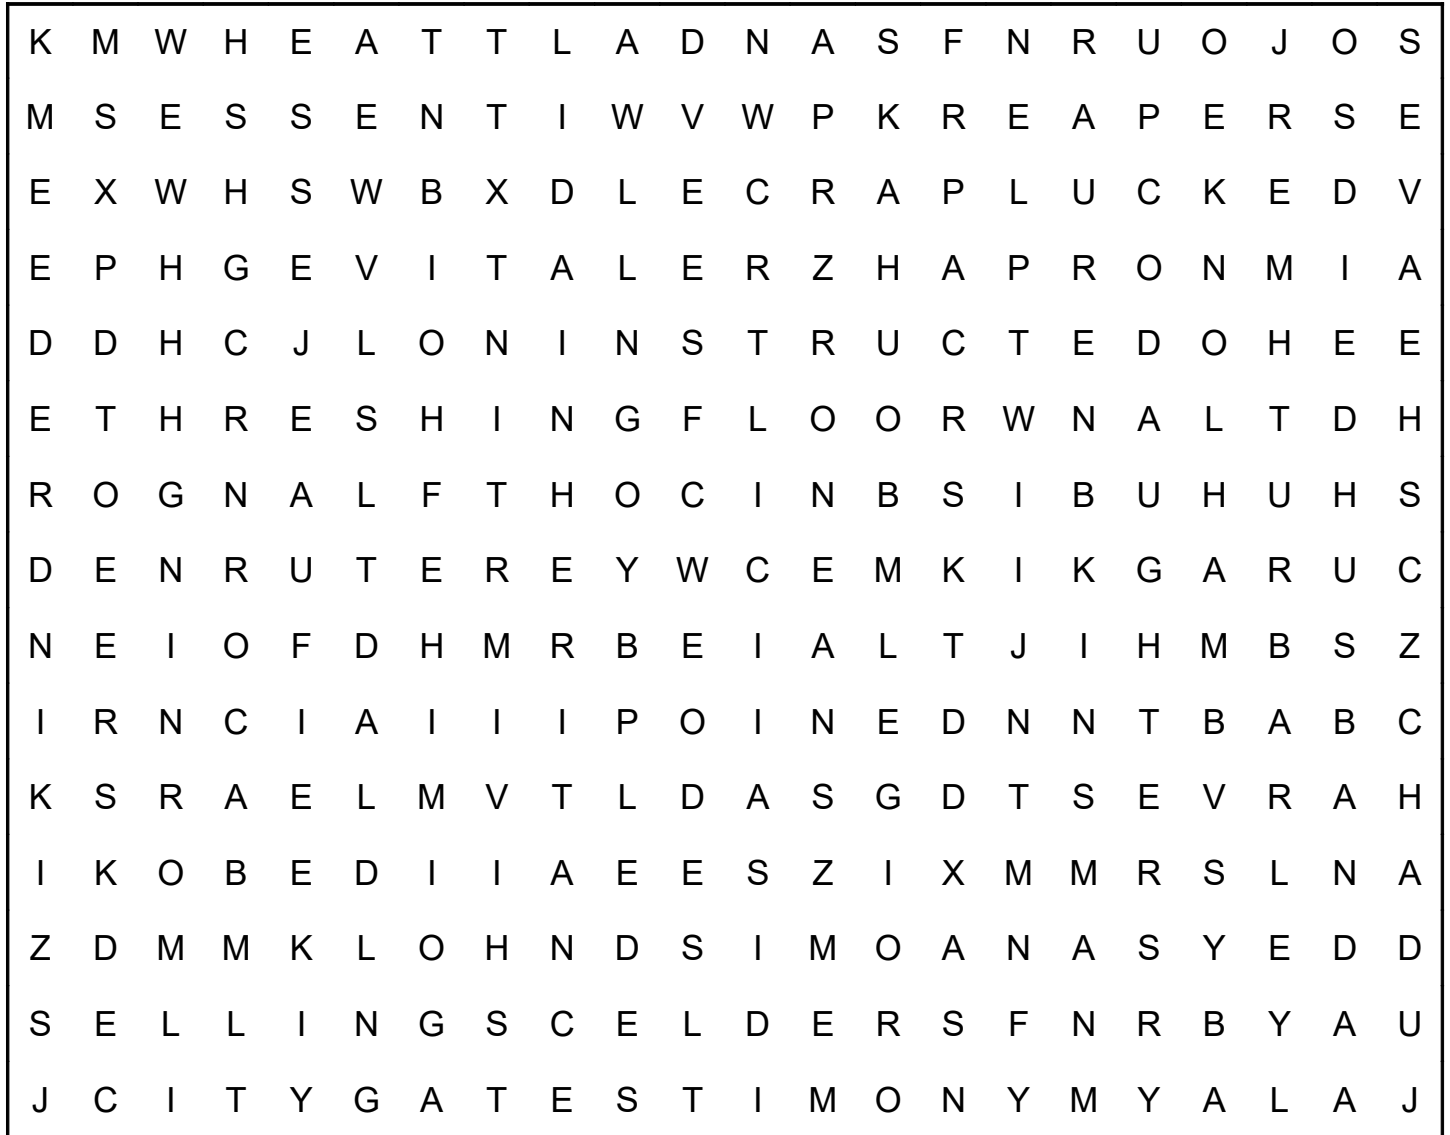 K M W H E A T T L A D N A S F N R U O J O S
M S E S S E N T I W V W P K R E A P E R S E
E X W H S W B X D L E C R A P L U C K E D V
E P H G E V I T A L E R Z H A P R O N M I A
D D H C J L O N I N S T R U C T E D O H E E
E T H R E S H I N G F L O O R W N A L T D H
R O G N A L F T H O C I N B S I B U H U H S
D E N R U T E R E Y W C E M K I K G A R U C
N E I O F D H M R B E I A L T J I H M B S Z
I R N C I A I I I P O I N E D N N T B A B C
K S R A E L M V T L D A S G D T S E V R A H
I K O B E D I I A E E S Z I X M M R S L N A
Z D M M K L O H N D S I M O A N A S Y E D D
S E L L I N G S C E L D E R S F N R B Y A U
J C I T Y G A T E S T I M O N Y M Y A L A J